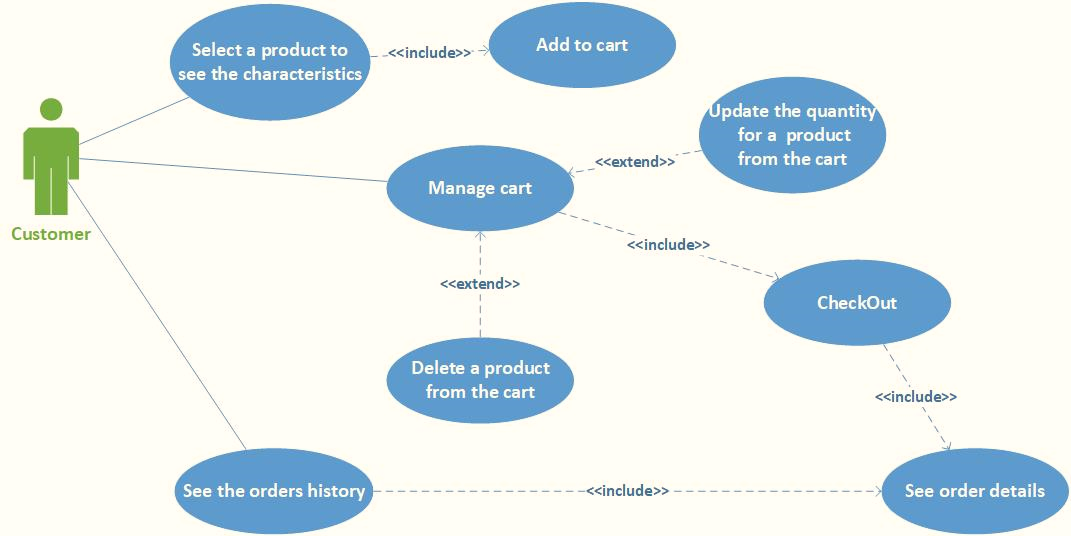 Select a product to
see the characteristics
<<include>>
Add to cart
Update the quantity
for a product
from the cart
<<extend>>
Manage cart
Customer
<<include>>
<<extend>>
CheckOut
Delete a product
from the cart
<<include>>
See the orders history
<<include>>
See order details